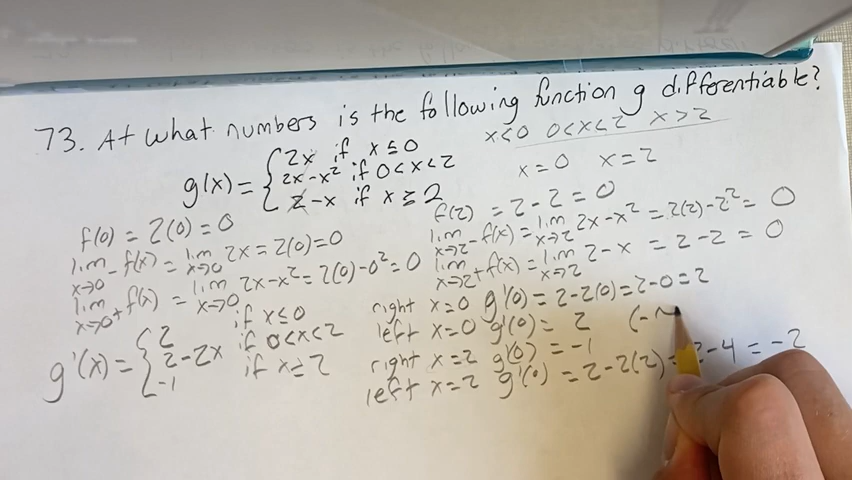 73. At what numbers is the following function g differentiable?
g(x) = { 2x if x ≤ 0
2x-x² if 0<x<2
2-x if x ≥ 2
x<0 0<x<2 x>2
x=0 x=2
f(0) = 2(0) = 0
lim x→0⁻ f(x) = lim x→0 2x = 2(0) = 0
lim x→0⁺ f(x) = lim x→0 2x-x² = 2(0)-0² = 0
f(2) = 2-2 = 0
lim x→2⁻ f(x) = lim x→2 2x-x² = 2(2)-2² = 0
lim x→2⁺ f(x) = lim x→2 2-x = 2-2 = 0
g'(x) = { 2 if x ≤ 0
2-2x if 0<x<2
-1 if x ≥ 2
right x=0 g'(0) = 2-2(0) = 2-0 = 2
left x=0 g'(0) = 2 (-
right x=2 g'(0) = -1
left x=2 g'(0) = 2-2(2) = 2-4 = -2